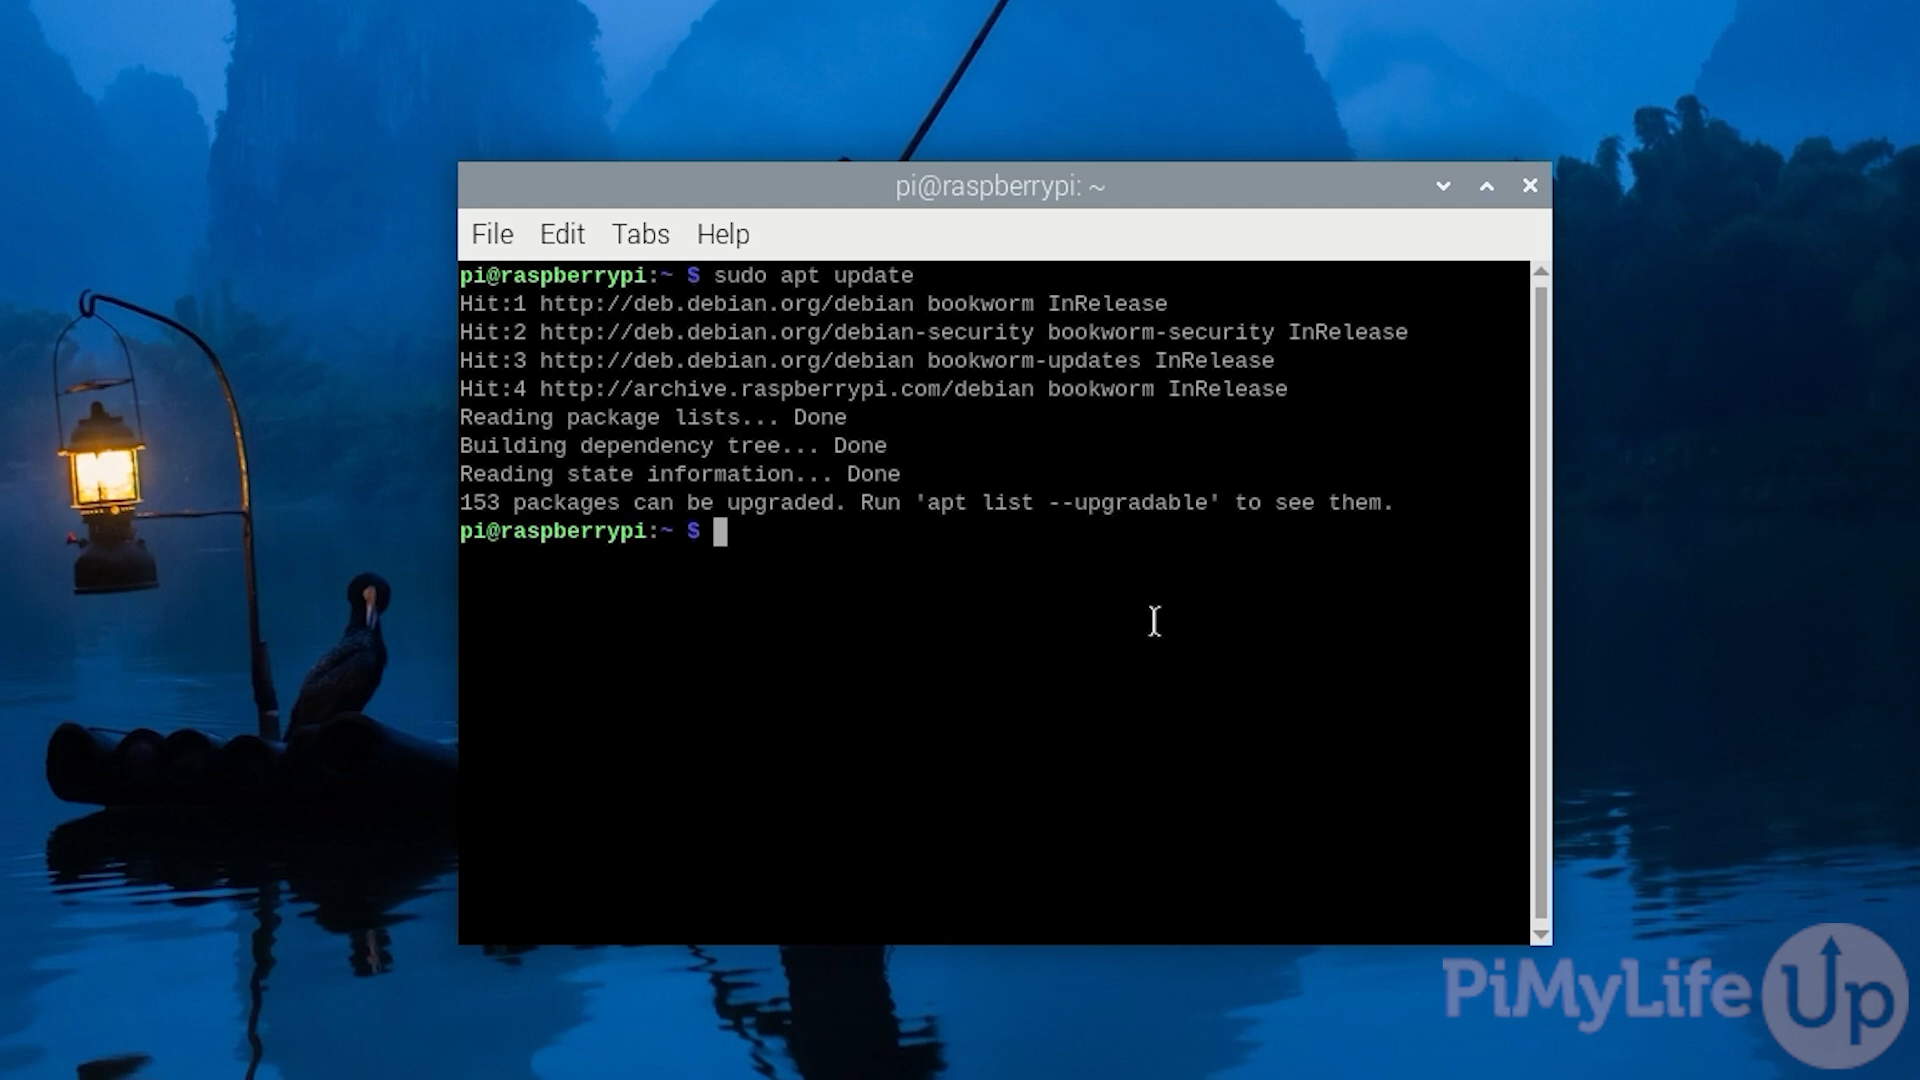 pi@raspberrypi: ~
File Edit Tabs Help
pi@raspberrypi:~ $ sudo apt update
Hit:1 http://deb.debian.org/debian bookworm InRelease
Hit:2 http://deb.debian.org/debian-security bookworm-security InRelease
Hit:3 http://deb.debian.org/debian bookworm-updates InRelease
Hit:4 http://archive.raspberrypi.com/debian bookworm InRelease
Reading package lists... Done
Building dependency tree... Done
Reading state information... Done
153 packages can be upgraded. Run 'apt list --upgradable' to see them.
pi@raspberrypi:~ $
PiMyLifeUp